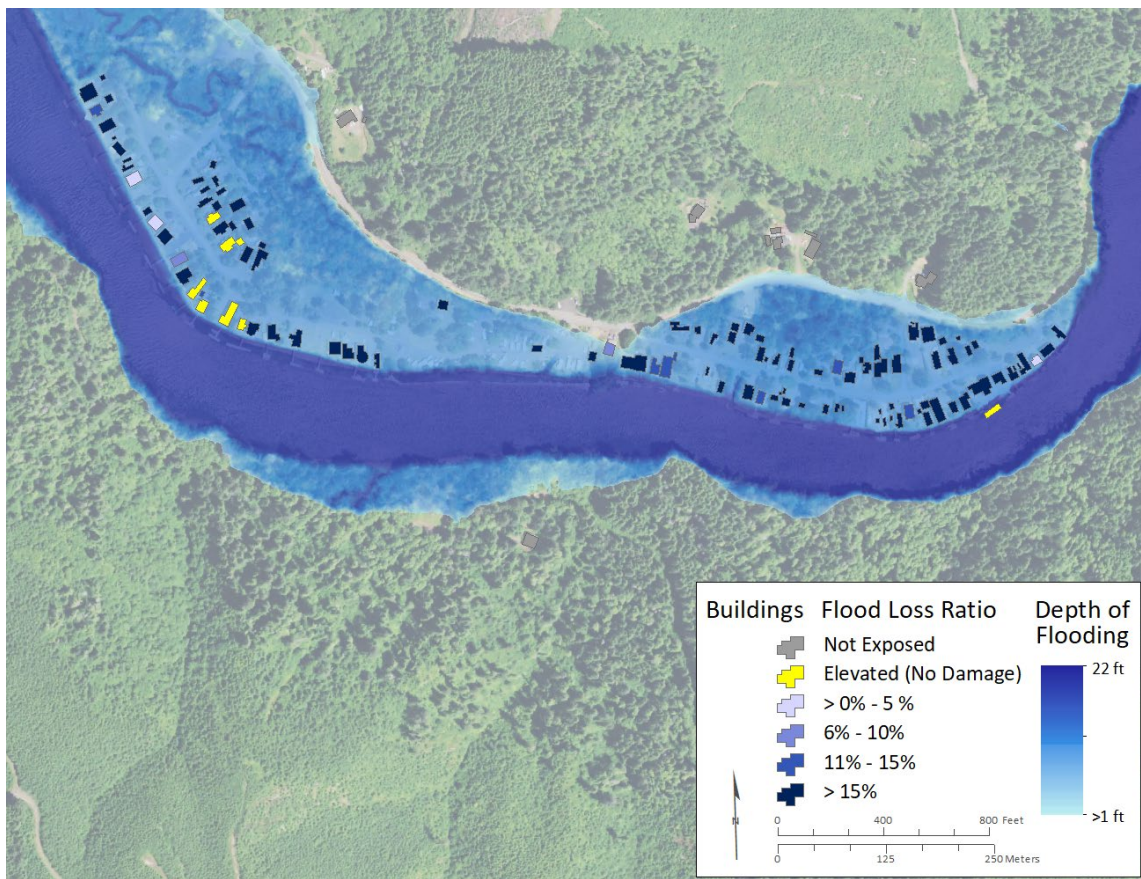 Buildings Flood Loss Ratio
Depth of
Flooding
Not Exposed
Elevated (No Damage)
> 0% - 5 %
6% - 10%
11% - 15%
> 15%
22 ft
>1 ft
N
0 400 800 Feet
0 125 250 Meters